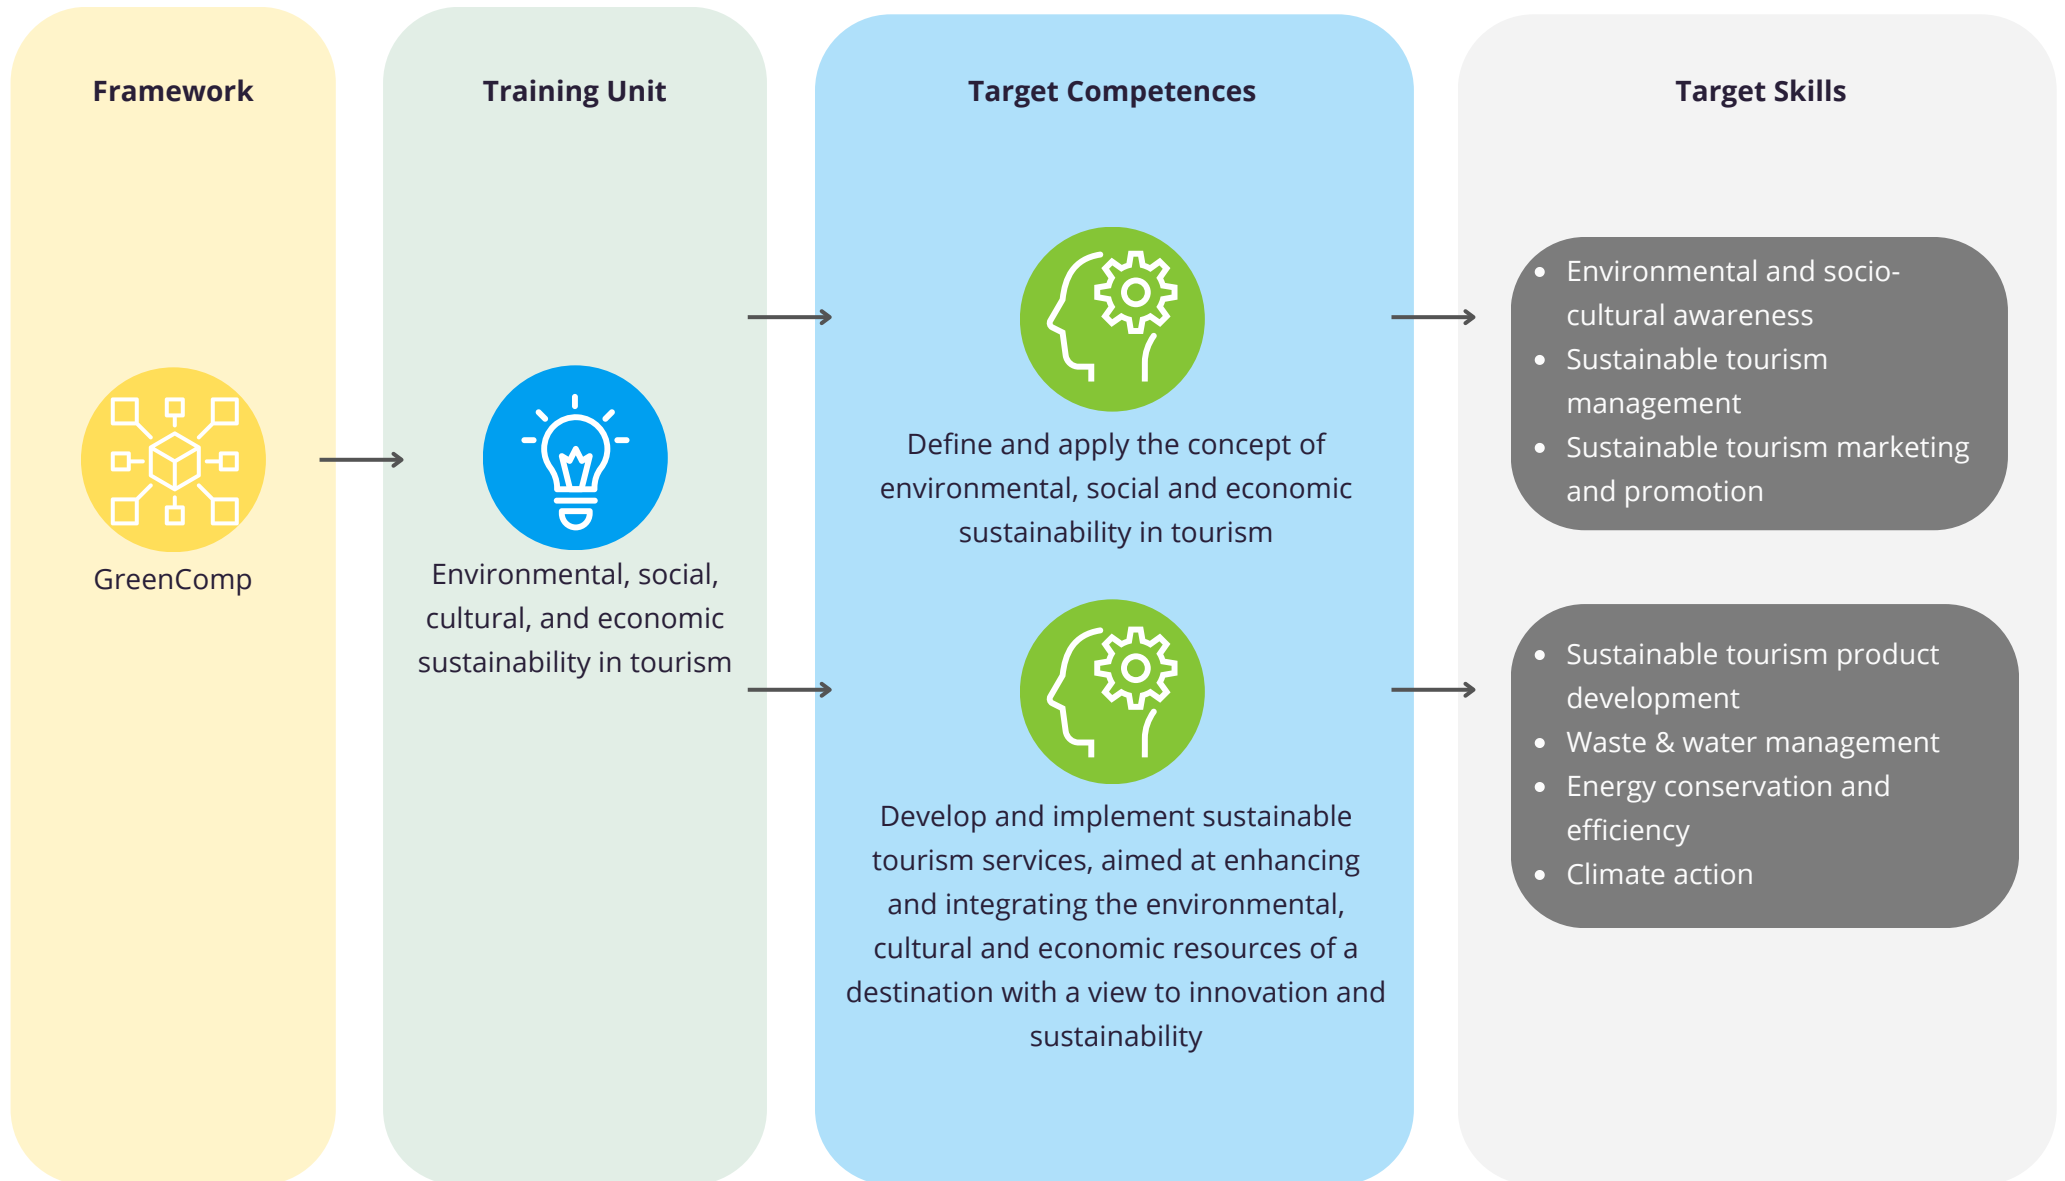 Framework
GreenComp
Training Unit
Environmental, social,
cultural, and economic
sustainability in tourism
Target Competences
Define and apply the concept of
environmental, social and economic
sustainability in tourism
Develop and implement sustainable
tourism services, aimed at enhancing
and integrating the environmental,
cultural and economic resources of a
destination with a view to innovation and
sustainability
Target Skills
• Environmental and socio-
cultural awareness
• Sustainable tourism
management
• Sustainable tourism marketing
and promotion
• Sustainable tourism product
development
• Waste & water management
• Energy conservation and
efficiency
• Climate action